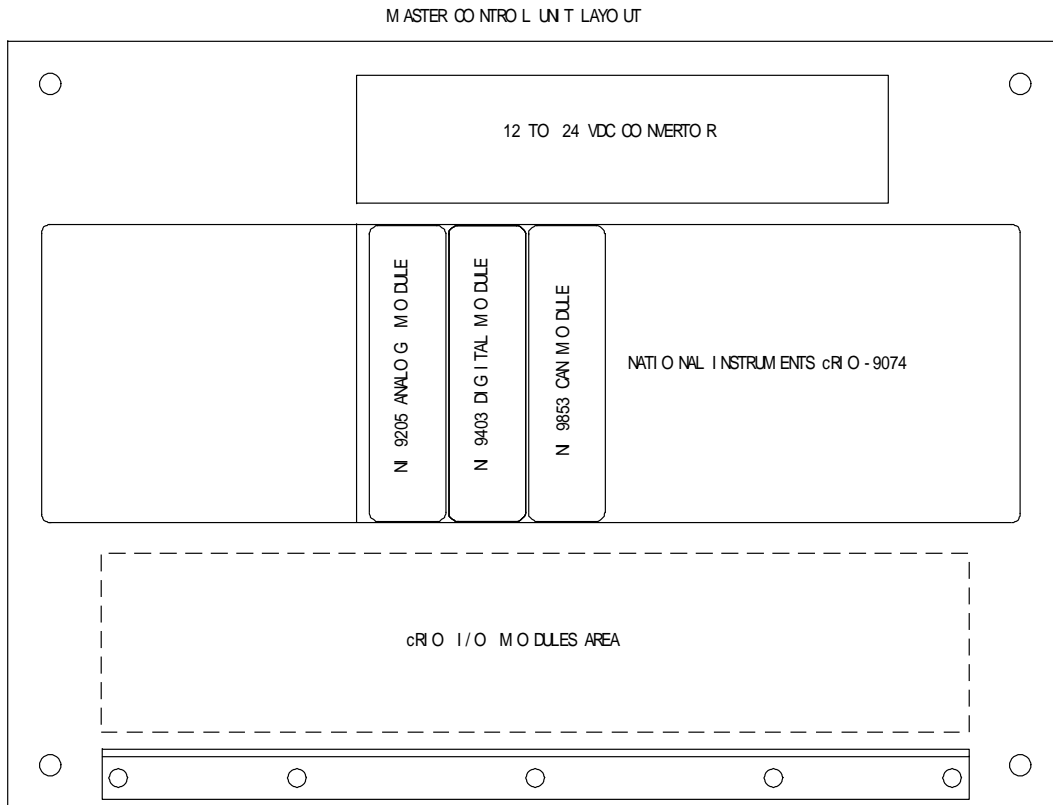 MASTER CONTROL UNIT LAYOUT
12 TO 24 VDC CONVERTOR
NI 9205 ANALOG MODULE
NI 9403 DIGITAL MODULE
NI 9853 CAN MODULE
NATIONAL INSTRUMENTS cRIO-9074
cRIO I/O MODULES AREA